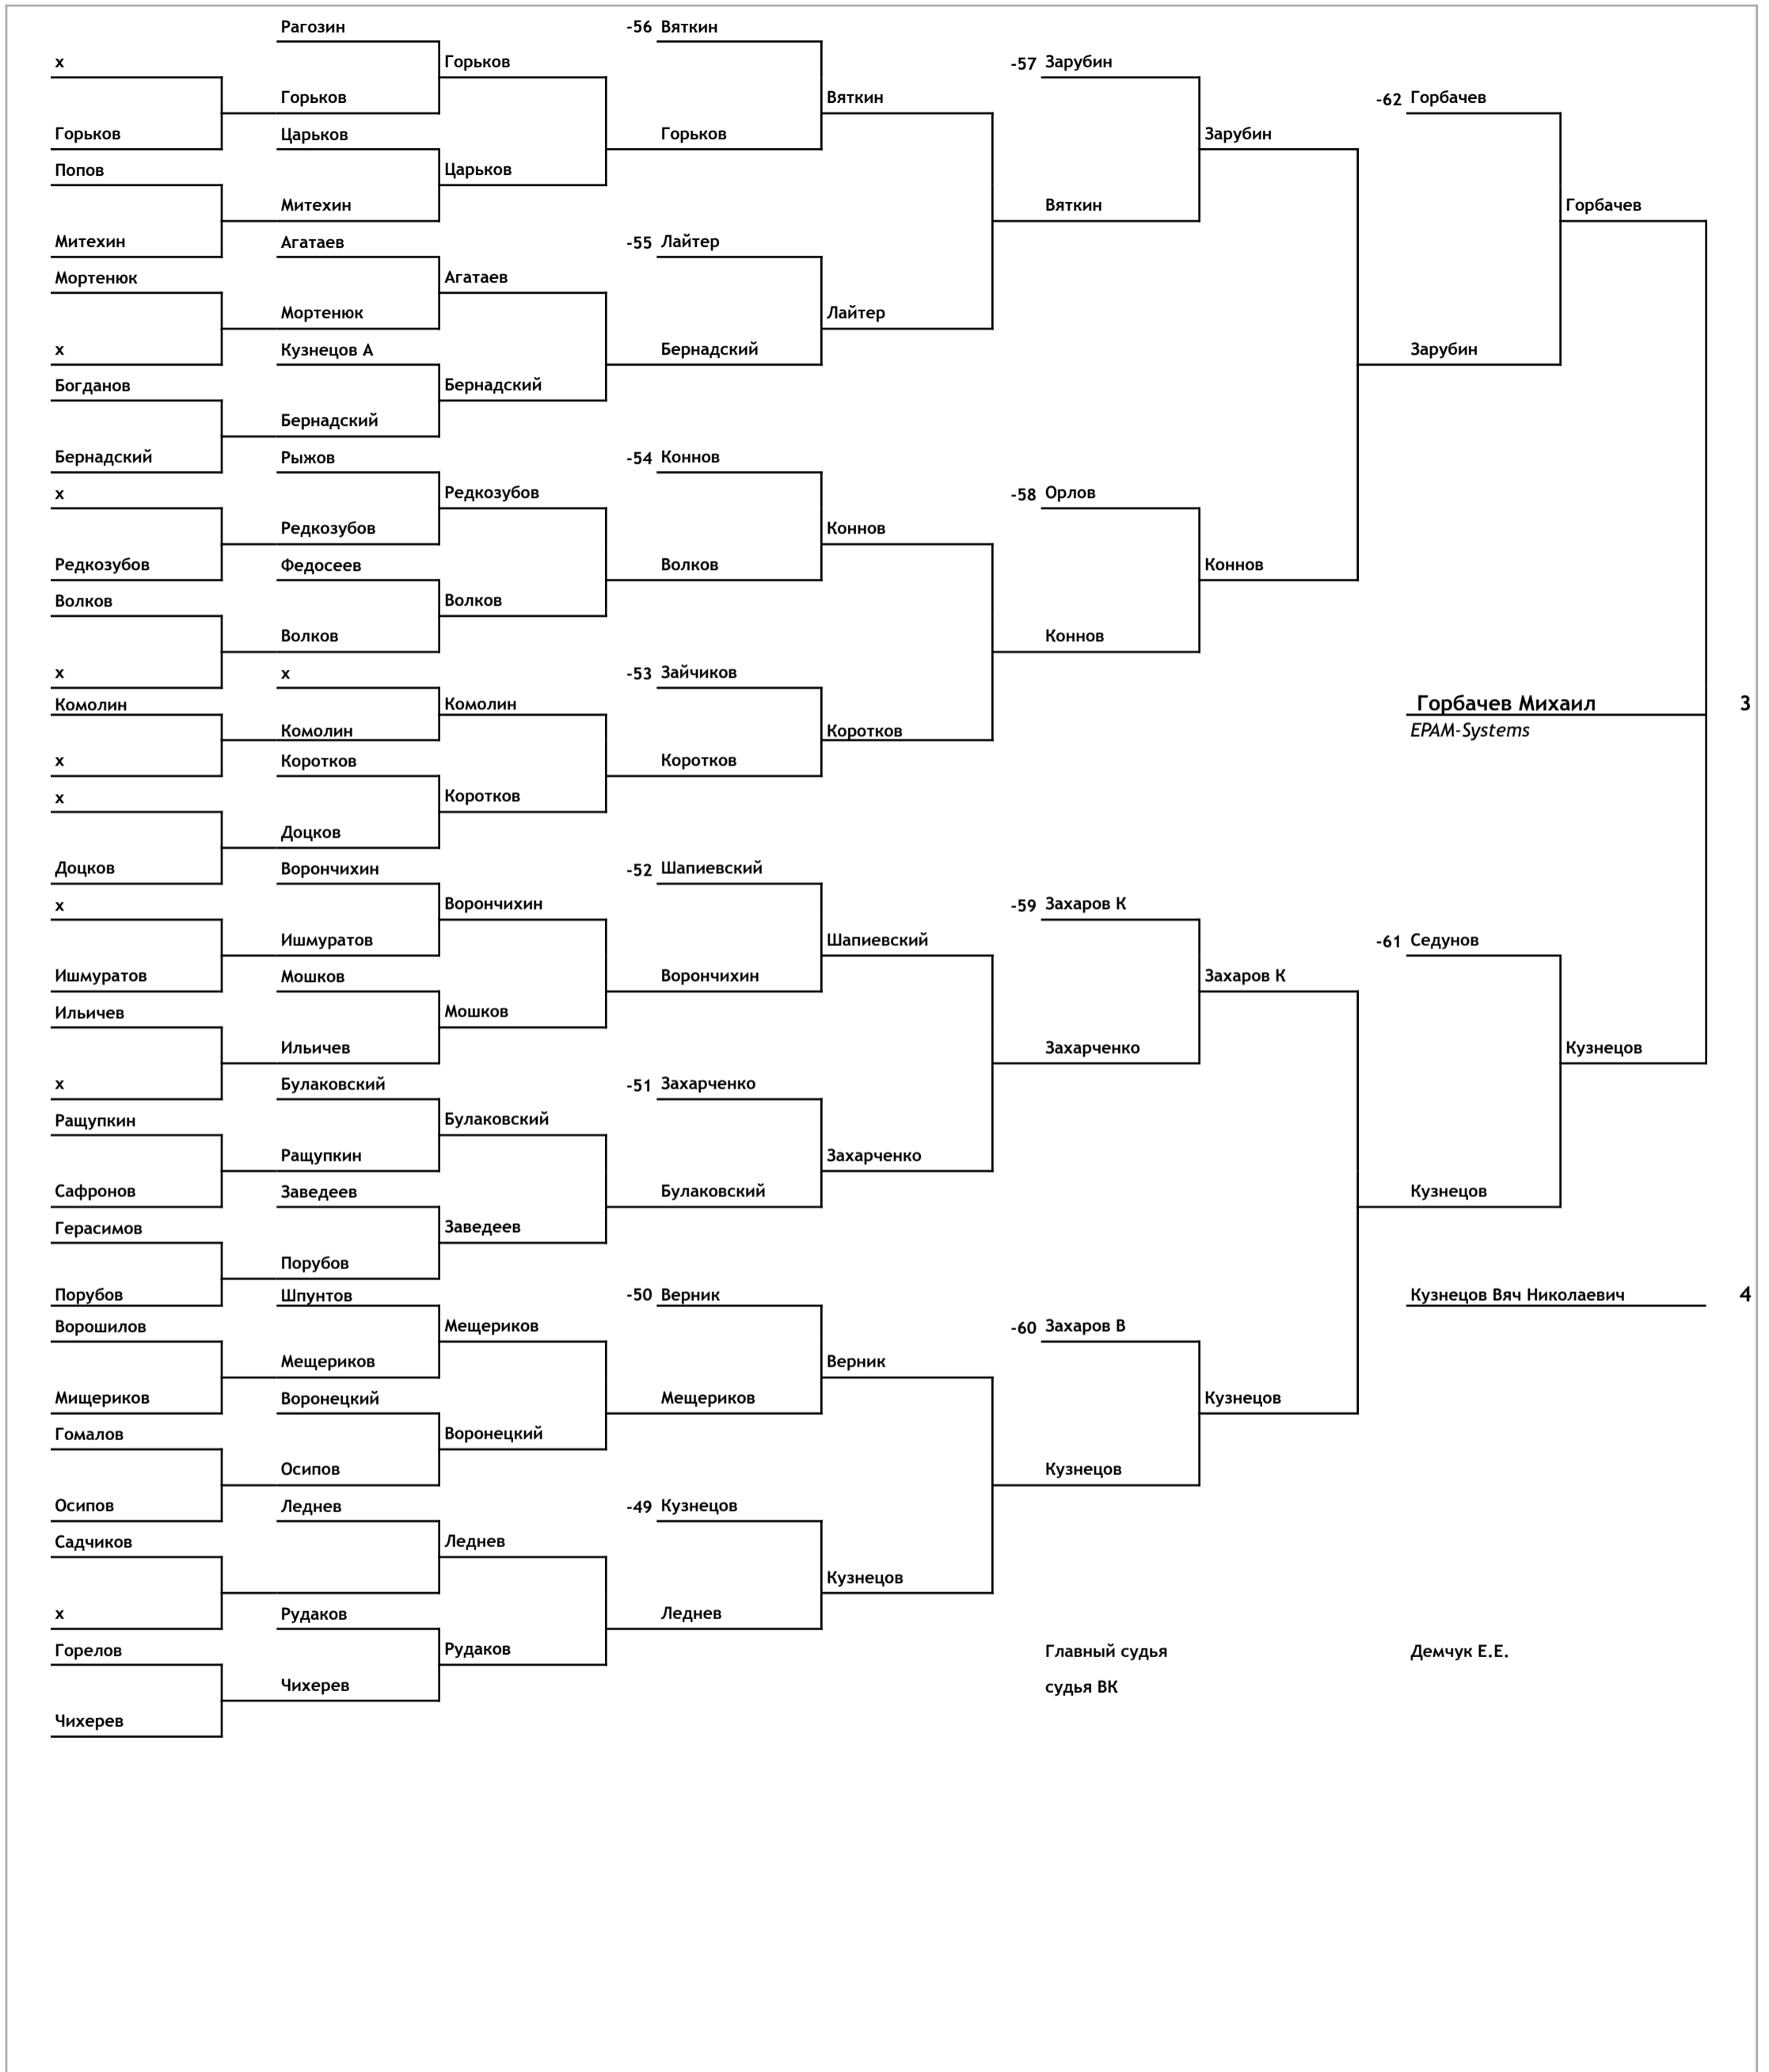 Рагозин
-56 Вяткин
х
Горьков
-57 Зарубин
Горьков
Вяткин
-62 Горбачев
Горьков
Царьков
Горьков
Зарубин
Попов
Царьков
Митехин
Вяткин
Горбачев
Митехин
Агатаев
-55 Лайтер
Мортенюк
Агатаев
Мортенюк
Лайтер
х
Кузнецов А
Бернадский
Зарубин
Богданов
Бернадский
Бернадский
Бернадский
Рыжов
-54 Коннов
х
Редкозубов
-58 Орлов
Редкозубов
Коннов
Редкозубов
Федосеев
Волков
Коннов
Волков
Волков
Волков
Коннов
х
х
-53 Зайчиков
Комолин
Комолин
Горбачев Михаил
3
Комолин
Коротков
EPAM-Systems
х
Коротков
Коротков
х
Коротков
Доцков
Доцков
Ворончихин
-52 Шапиевский
х
Ворончихин
-59 Захаров К
Ишмуратов
Шапиевский
-61 Седунов
Ишмуратов
Мошков
Ворончихин
Захаров К
Ильичев
Мошков
Ильичев
Захарченко
Кузнецов
х
Булаковский
-51 Захарченко
Ращупкин
Булаковский
Ращупкин
Захарченко
Сафронов
Заведеев
Булаковский
Кузнецов
Герасимов
Заведеев
Порубов
Порубов
Шпунтов
-50 Верник
Кузнецов Вяч Николаевич
4
Ворошилов
Мещериков
-60 Захаров В
Мещериков
Верник
Мищериков
Воронецкий
Мещериков
Кузнецов
Гомалов
Воронецкий
Осипов
Кузнецов
Осипов
Леднев
-49 Кузнецов
Садчиков
Леднев
Кузнецов
х
Рудаков
Леднев
Горелов
Рудаков
Главный судья
Демчук Е.Е.
Чихерев
судья ВК
Чихерев